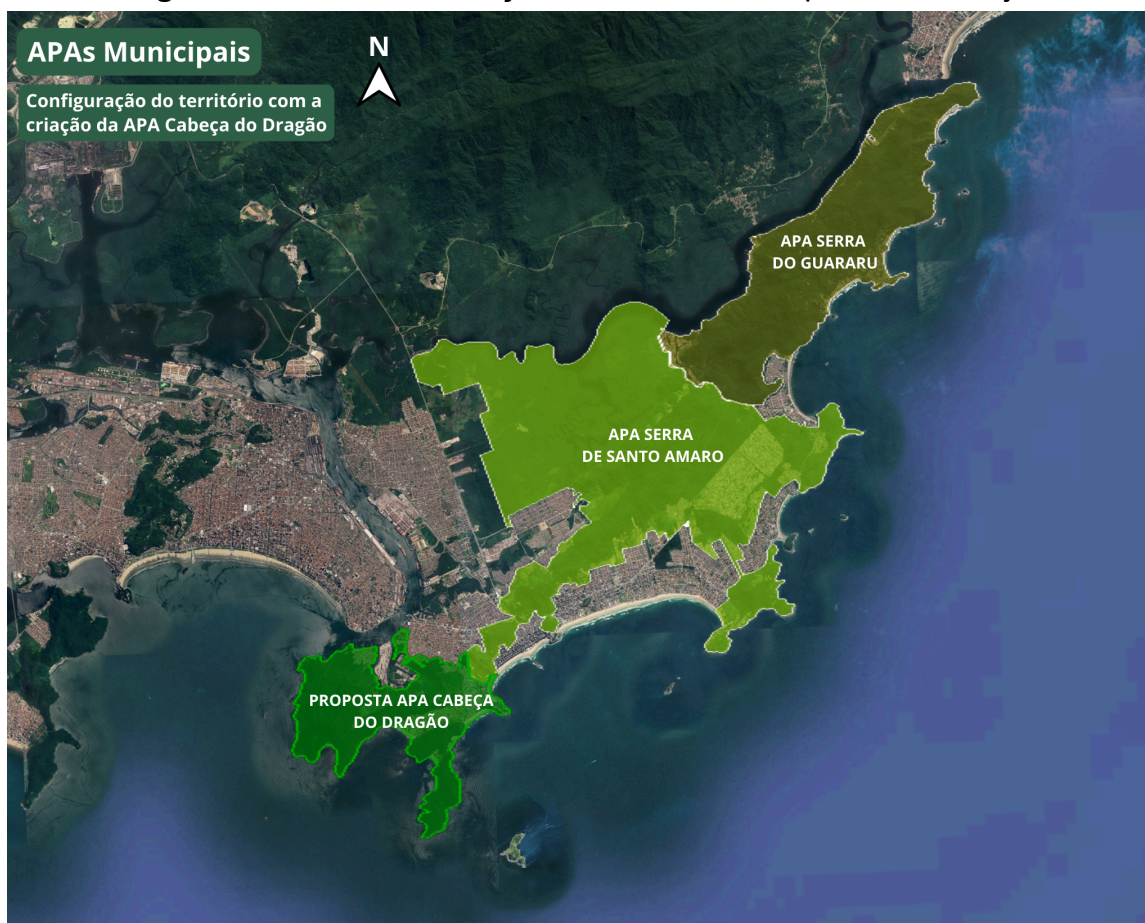 APAs Municipais
Configuração do território com a
criação da APA Cabeça do Dragão
N
APA SERRA
DO GUARARU
APA SERRA
DE SANTO AMARO
PROPOSTA APA CABEÇA
DO DRAGÃO